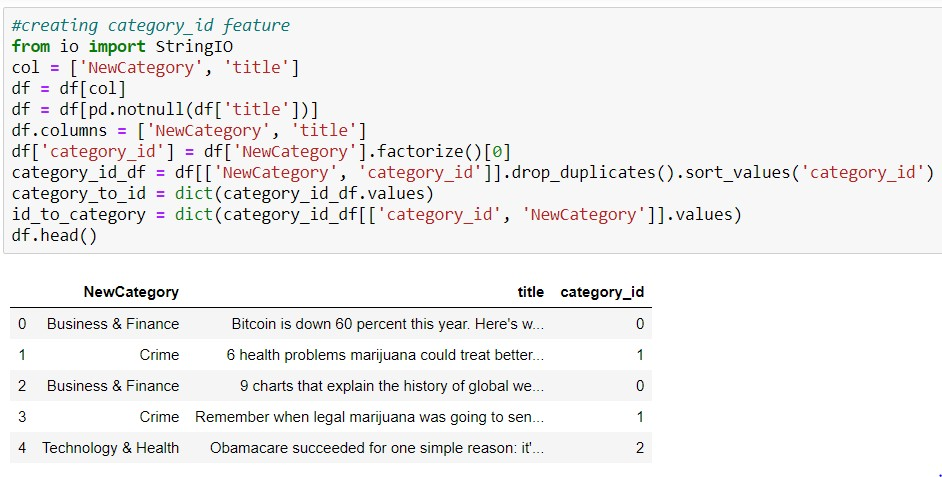 #creating category_id feature
from io import StringIO
col = ['NewCategory', 'title']
df = df[col]
df = df[pd.notnull(df['title'])]
df.columns = ['NewCategory', 'title']
df['category_id'] = df['NewCategory'].factorize()[0]
category_id_df = df[['NewCategory', 'category_id']].drop_duplicates().sort_values('category_id')
category_to_id = dict(category_id_df.values)
id_to_category = dict(category_id_df[['category_id', 'NewCategory']].values)
df.head()
NewCategory title category_id
0 Business & Finance Bitcoin is down 60 percent this year. Here's w... 0
1 Crime 6 health problems marijuana could treat better... 1
2 Business & Finance 9 charts that explain the history of global we... 0
3 Crime Remember when legal marijuana was going to sen... 1
4 Technology & Health Obamacare succeeded for one simple reason: it'... 2